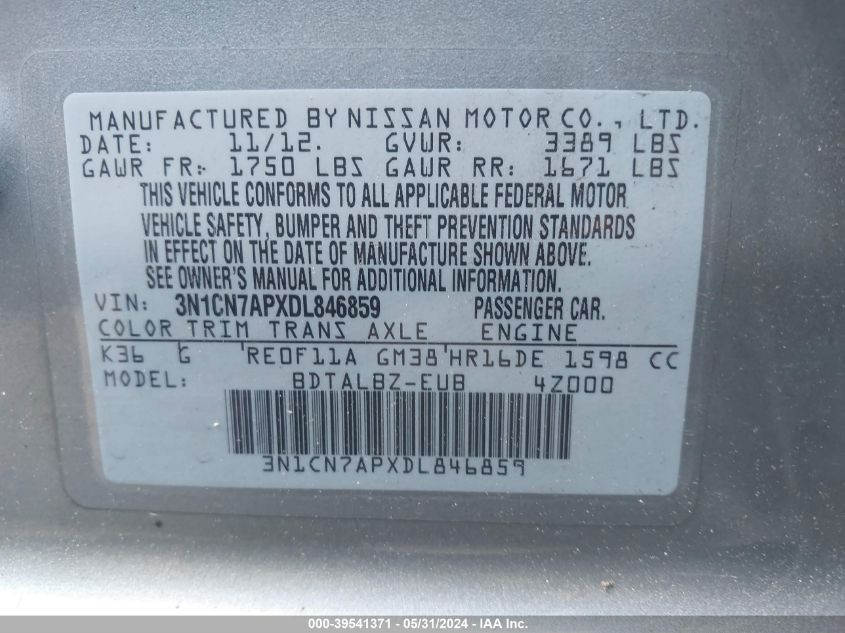 MANUFACTURED BY NISSAN MOTOR CO., LTD.
DATE: 11/12. GVWR: 3389 LBS
GAWR FR: 1750 LBS GAWR RR: 1671 LBS
THIS VEHICLE CONFORMS TO ALL APPLICABLE FEDERAL MOTOR
VEHICLE SAFETY, BUMPER AND THEFT PREVENTION STANDARDS
IN EFFECT ON THE DATE OF MANUFACTURE SHOWN ABOVE.
SEE OWNER'S MANUAL FOR ADDITIONAL INFORMATION.
VIN: 3N1CN7APXDL846859 PASSENGER CAR.
COLOR TRIM TRANS AXLE ENGINE
K36 G RE0F11A GM38 HR16DE 1598 CC
MODEL: BDTALBZ-EUB 4Z000
3N1CN7APXDL846859
000-39541371 - 05/31/2024 - IAA Inc.